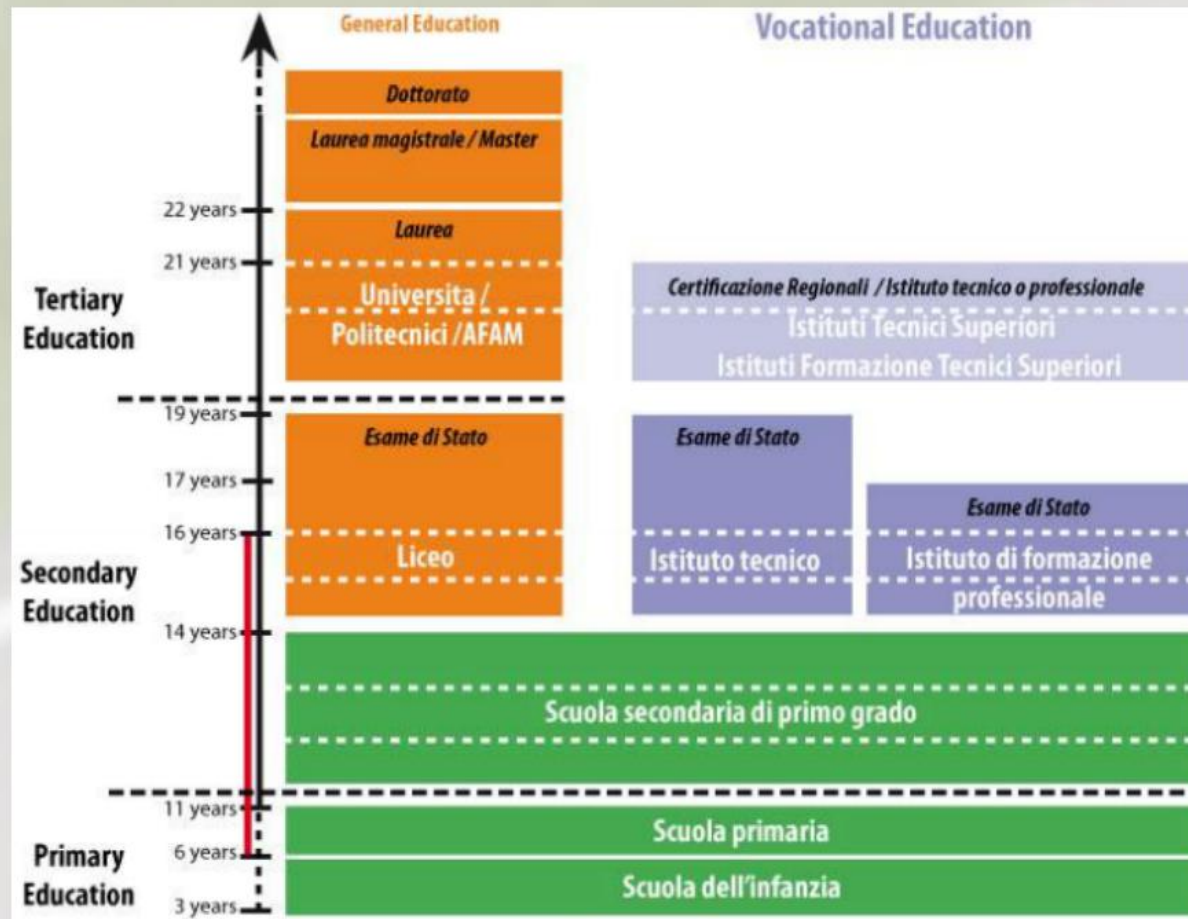 General Education
Vocational Education
Dottorato
Laurea magistrale / Master
22 years
Laurea
21 years
Certificazione Regionali / Istituto tecnico o professionale
Tertiary
Education
Universita /
Politecnici /AFAM
Istituti Tecnici Superiori
Istituti Formazione Tecnici Superiori
19 years
Esame di Stato
Esame di Stato
17 years
Esame di Stato
16 years
Secondary
Education
Liceo
Istituto tecnico
Istituto di formazione
professionale
14 years
Scuola secondaria di primo grado
11 years
Scuola primaria
Primary
Education
6 years
Scuola dell'infanzia
3 years